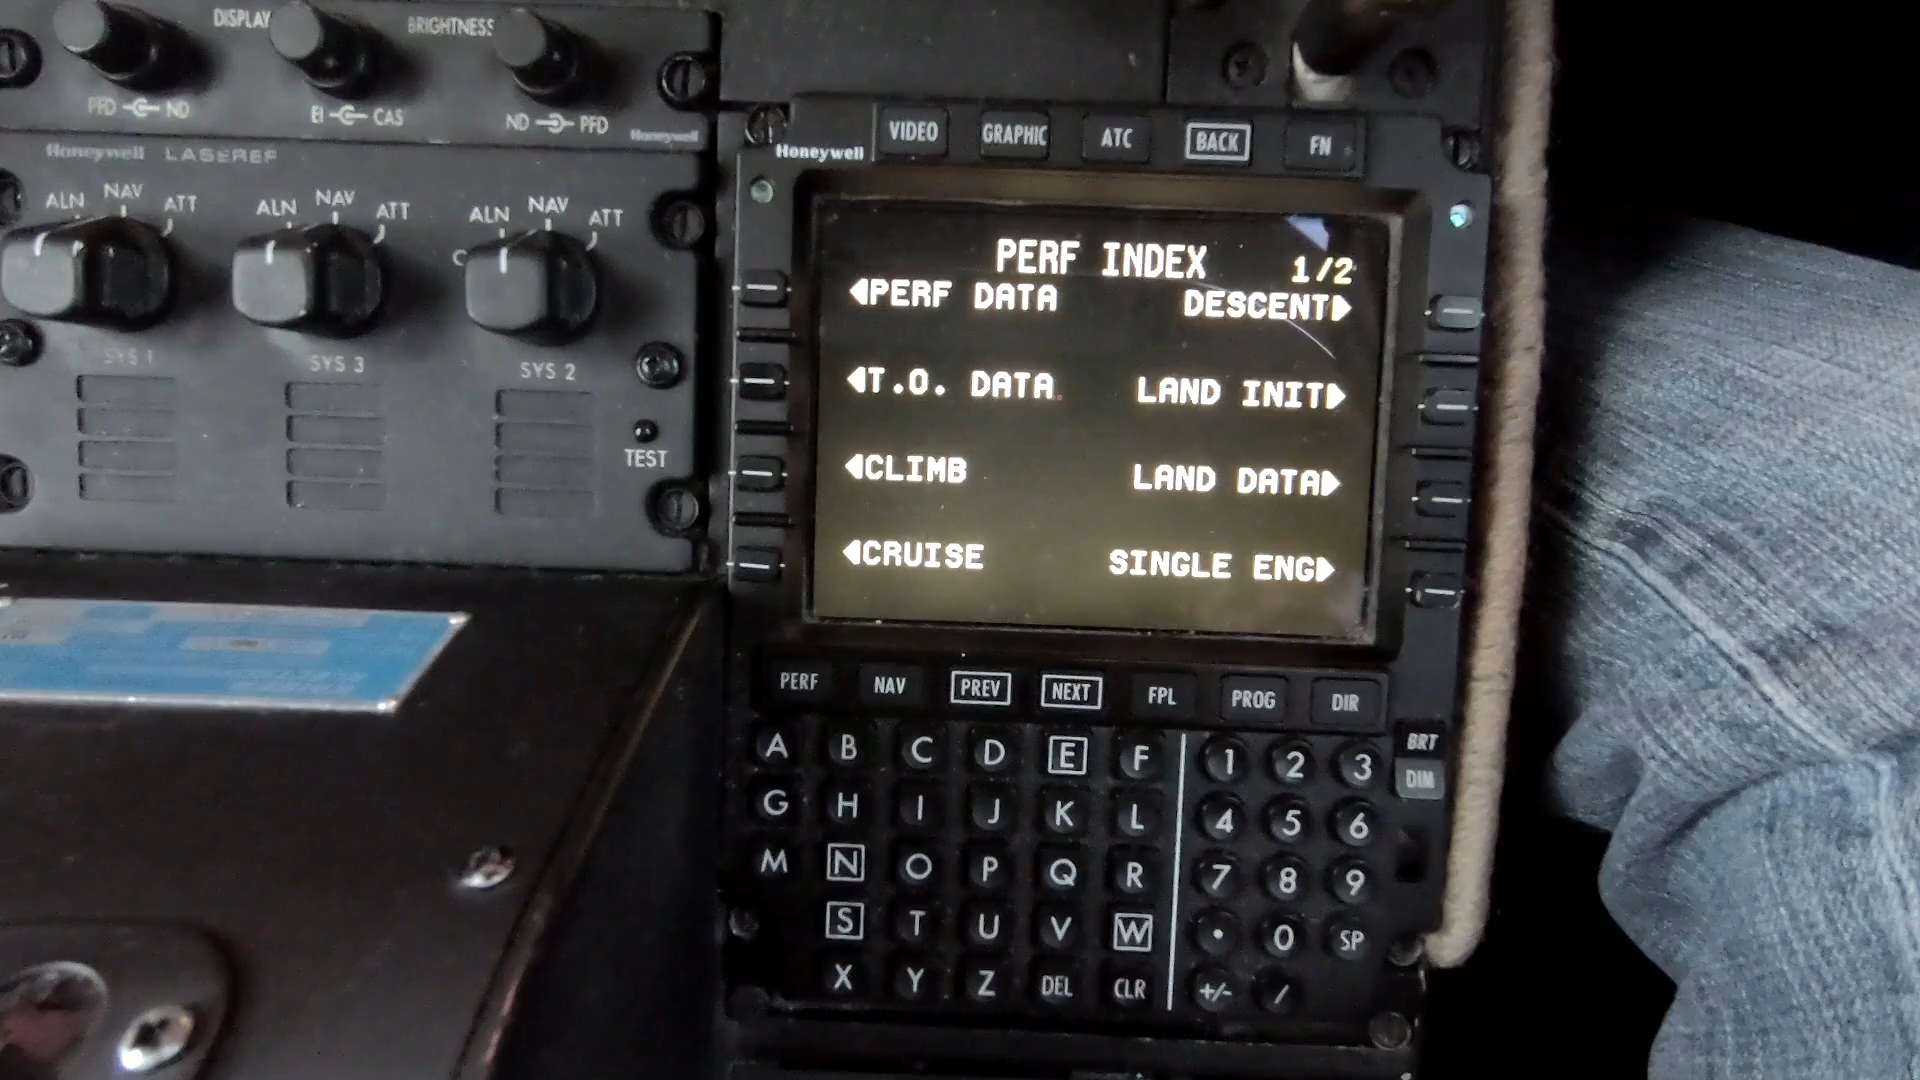 DISPLAY BRIGHTNESS
PFD ND
EI CAS
ND PFD
Honeywell
Honeywell LASEREF
ALN NAV ATT
ALN NAV ATT
ALN NAV ATT
SYS 1
SYS 3
SYS 2
TEST
Honeywell
VIDEO GRAPHIC ATC BACK FN
PERF INDEX 1/2
PERF DATA DESCENT
T.O. DATA LAND INIT
CLIMB LAND DATA
CRUISE SINGLE ENG
PERF NAV PREV NEXT FPL PROG DIR
BRT
DIM
A B C D E F 1 2 3
G H I J K L 4 5 6
M N O P Q R 7 8 9
S T U V W • 0 SP
X Y Z DEL CLR +/- /